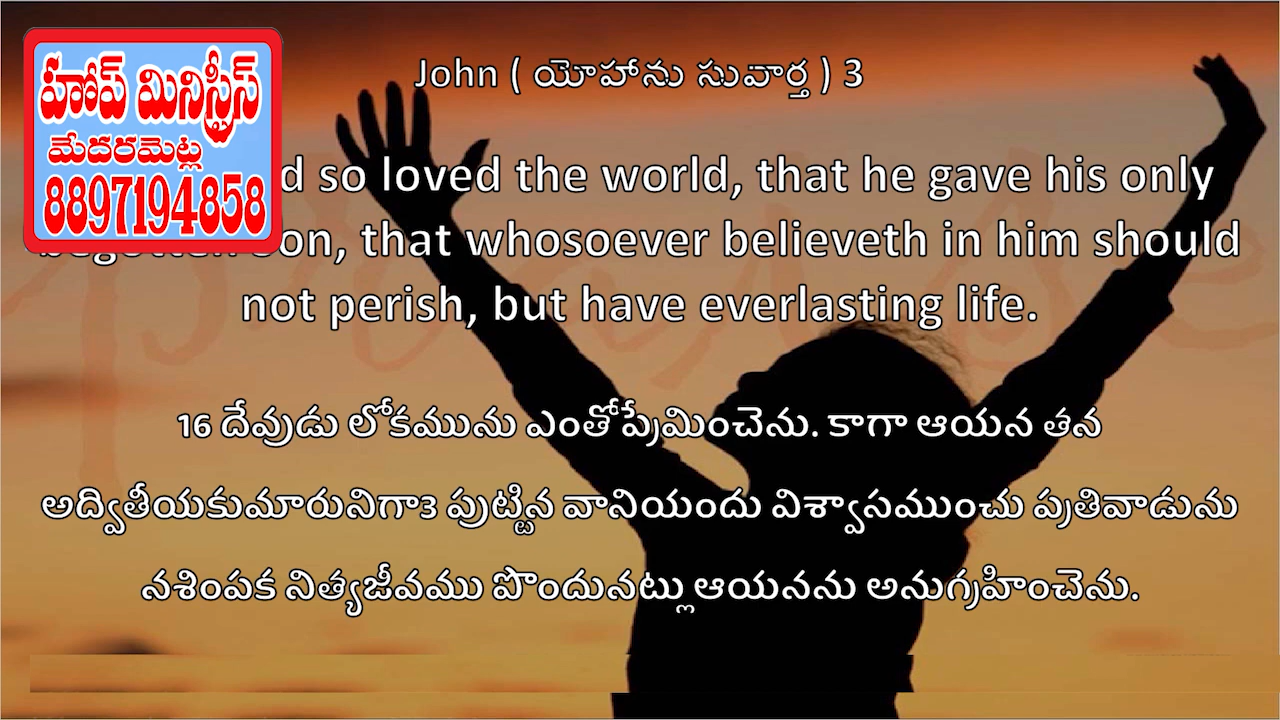 హోప్ మినిస్ట్రీస్
మేదరమెట్ల
8897194858
John ( యోహాను సువార్త ) 3
so loved the world, that he gave his only
that whosoever believeth in him should
not perish, but have everlasting life.
16 దేవుడు లోకమును ఎంతోప్రేమించెను. కాగా ఆయన తన
అద్వితీయకుమారునిగా3 పుట్టిన వానియందు విశ్వాసముంచు ప్రతివాడును
నశింపక నిత్యజీవము పొందునట్లుఆయనను అనుగ్రహించెను.
praise